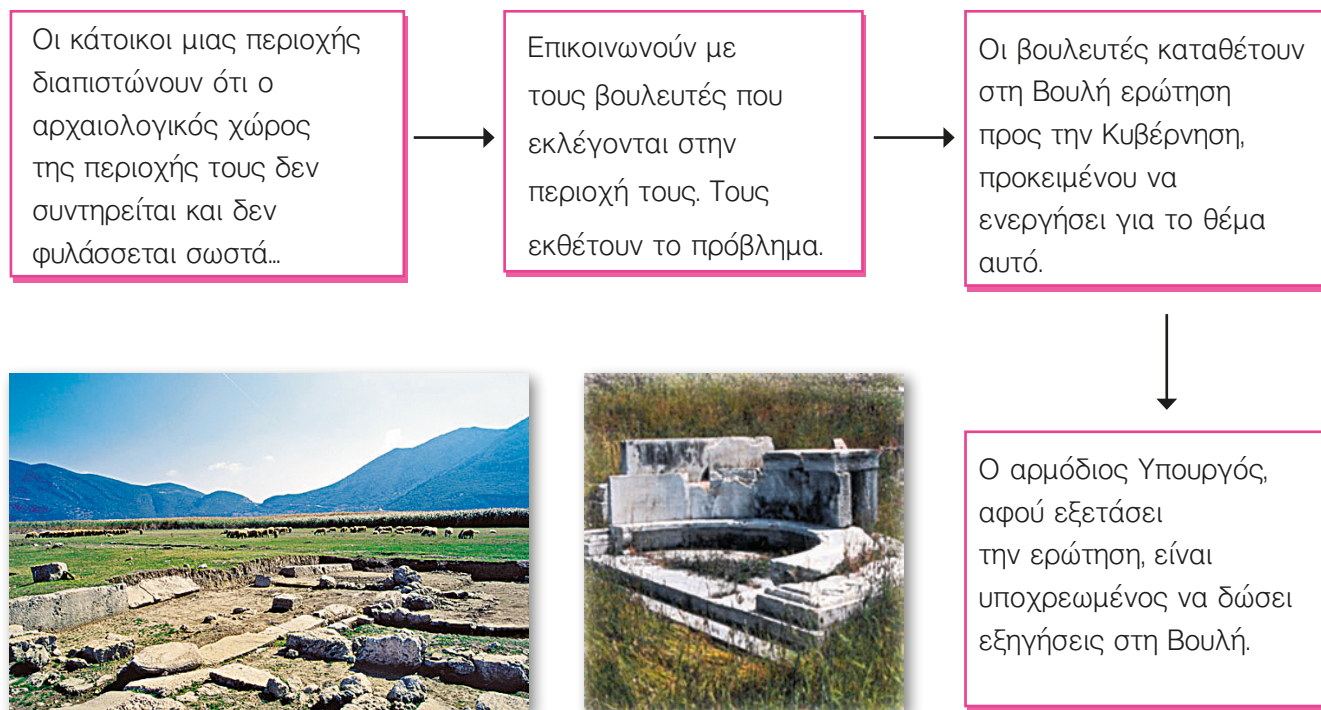 Οι κάτοικοι μιας περιοχής
διαπιστώνουν ότι ο
αρχαιολογικός χώρος
της περιοχής τους δεν
συντηρείται και δεν
φυλάσσεται σωστά...
Επικοινωνούν με
τους βουλευτές που
εκλέγονται στην
περιοχή τους. Τους
εκθέτουν το πρόβλημα.
Οι βουλευτές καταθέτουν
στη Βουλή ερώτηση
προς την Κυβέρνηση,
προκειμένου να
ενεργήσει για το θέμα
αυτό.
Ο αρμόδιος Υπουργός,
αφού εξετάσει
την ερώτηση, είναι
υποχρεωμένος να δώσει
εξηγήσεις στη Βουλή.